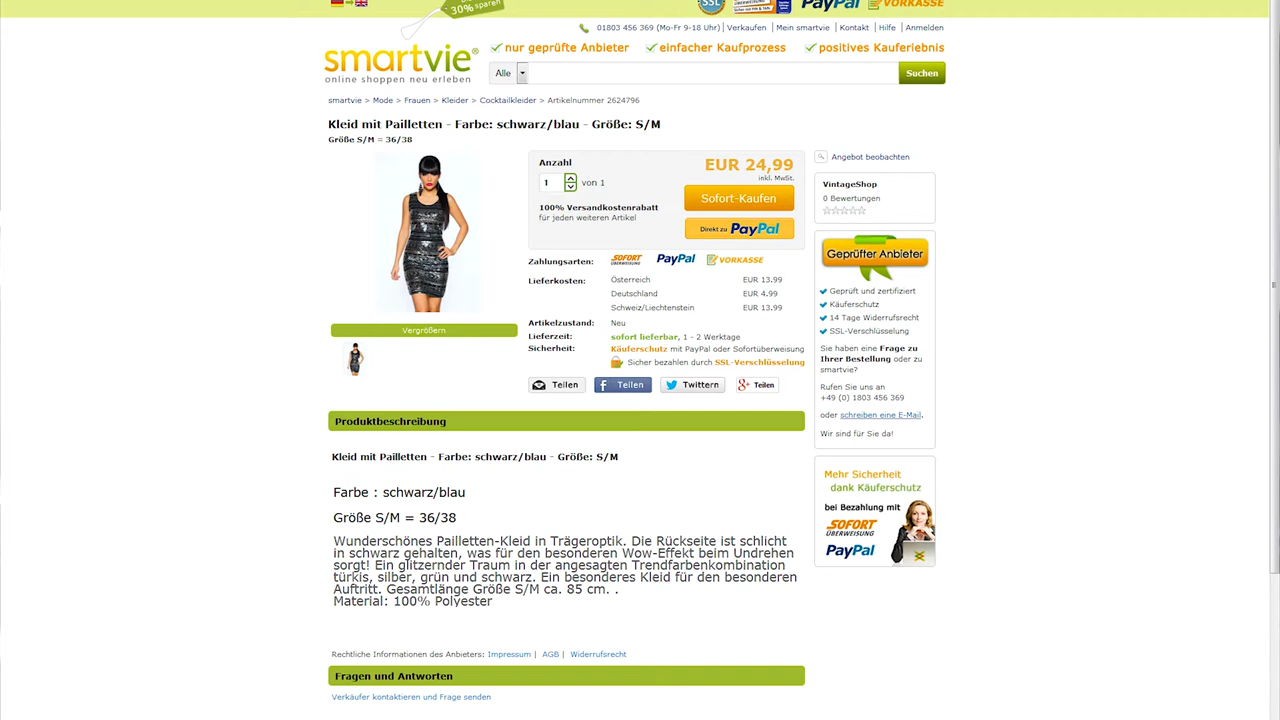 30% sparen
SSL
PayPal
VORKASSE
01803 456 369 (Mo-Fr 9-18 Uhr) | Verkaufen | Mein smartvie | Kontakt | Hilfe | Anmelden
smartvie®
online shoppen neu erleben
nur geprüfte Anbieter
einfacher Kaufprozess
positives Kauferlebnis
Alle
Suchen
smartvie > Mode > Frauen > Kleider > Cocktailkleider > Artikelnummer 2624796
Kleid mit Pailletten - Farbe: schwarz/blau - Größe: S/M
Größe S/M = 36/38
Vergrößern
Anzahl
1 von 1
100% Versandkostenrabatt
für jeden weiteren Artikel
EUR 24,99
inkl. MwSt.
Sofort-Kaufen
Direkt zu PayPal
Zahlungsarten: SOFORT ÜBERWEISUNG PayPal VORKASSE
Lieferkosten: Österreich EUR 13.99
Deutschland EUR 4.99
Schweiz/Liechtenstein EUR 13.99
Artikelzustand: Neu
Lieferzeit: sofort lieferbar, 1 - 2 Werktage
Sicherheit: Käuferschutz mit PayPal oder Sofortüberweisung
Sicher bezahlen durch SSL-Verschlüsselung
Teilen
Teilen
Twittern
Teilen
Angebot beobachten
VintageShop
0 Bewertungen
Geprüfter Anbieter
Geprüft und zertifiziert
Käuferschutz
14 Tage Widerrufsrecht
SSL-Verschlüsselung
Sie haben eine Frage zu
Ihrer Bestellung oder zu
smartvie?
Rufen Sie uns an
+49 (0) 1803 456 369
oder schreiben eine E-Mail.
Wir sind für Sie da!
Mehr Sicherheit
dank Käuferschutz
bei Bezahlung mit
SOFORT
ÜBERWEISUNG
PayPal
Produktbeschreibung
Kleid mit Pailletten - Farbe: schwarz/blau - Größe: S/M
Farbe : schwarz/blau
Größe S/M = 36/38
Wunderschönes Pailletten-Kleid in Trägeroptik. Die Rückseite ist schlicht
in schwarz gehalten, was für den besonderen Wow-Effekt beim Undrehen
sorgt! Ein glitzernder Traum in der angesagten Trendfarbenkombination
türkis, silber, grün und schwarz. Ein besonderes Kleid für den besonderen
Auftritt. Gesamtlänge Größe S/M ca. 85 cm. .
Material: 100% Polyester
Rechtliche Informationen des Anbieters: Impressum | AGB | Widerrufsrecht
Fragen und Antworten
Verkäufer kontaktieren und Frage senden